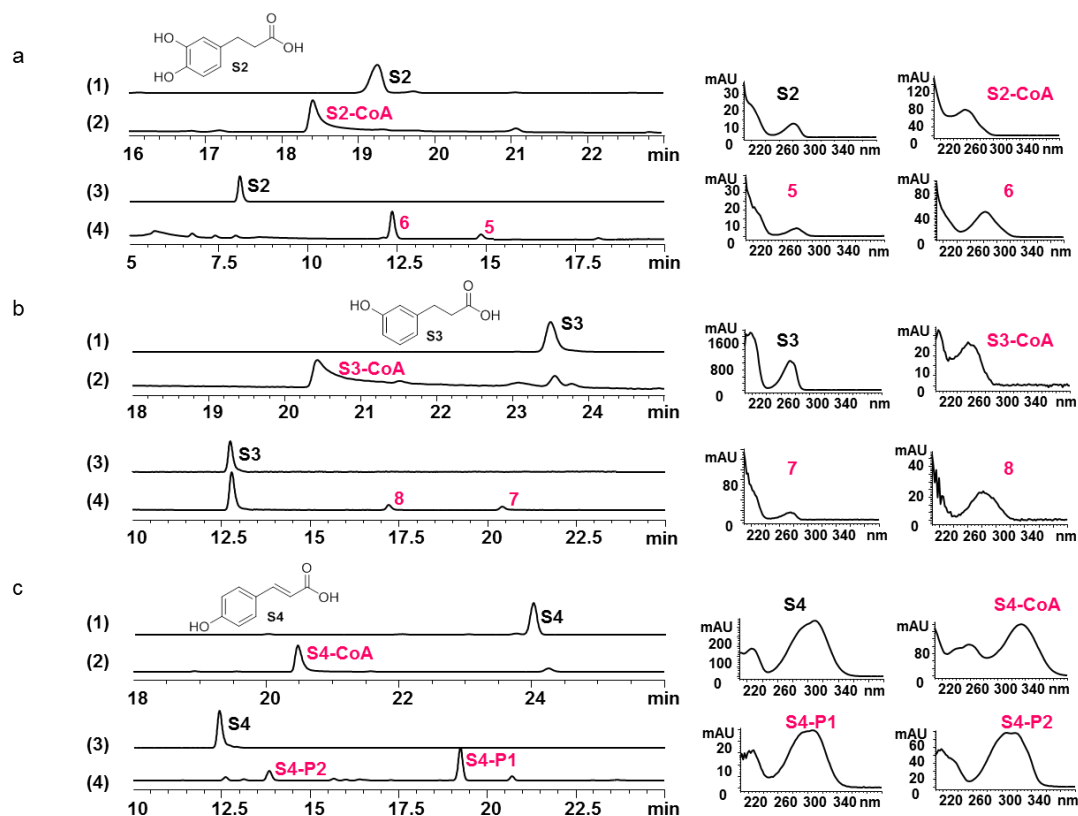 a
O
HO
OH
HO
S2
(1)
S2
(2)
S2-CoA
16 17 18 19 20 21 22 min
(3)
S2
(4)
6 5
5 7.5 10 12.5 15 17.5 min
mAU
30
20
10
0
S2
220 260 300 340 nm
mAU
120
80
40
0
S2-CoA
220 260 300 340 nm
mAU
30
20
10
0
5
220 260 300 340 nm
mAU
80
40
0
6
220 260 300 340 nm
b
O
HO
OH
S3
(1)
S3
(2)
S3-CoA
18 19 20 21 22 23 24 min
(3)
S3
(4)
8 7
10 12.5 15 17.5 20 22.5 min
mAU
1600
800
0
S3
220 260 300 340 nm
mAU
20
10
0
S3-CoA
220 260 300 340 nm
mAU
80
0
7
220 260 300 340 nm
mAU
40
20
0
8
220 260 300 340 nm
c
O
OH
HO
S4
(1)
S4
(2)
S4-CoA
18 20 22 24 min
(3)
S4
(4)
S4-P2 S4-P1
10 12.5 15 17.5 20 22.5 min
S4
mAU
200
100
0
220 260 300 340 nm
S4-CoA
mAU
80
0
220 260 300 340 nm
S4-P1
mAU
20
10
0
220 260 300 340 nm
S4-P2
mAU
60
40
20
0
220 260 300 340 nm